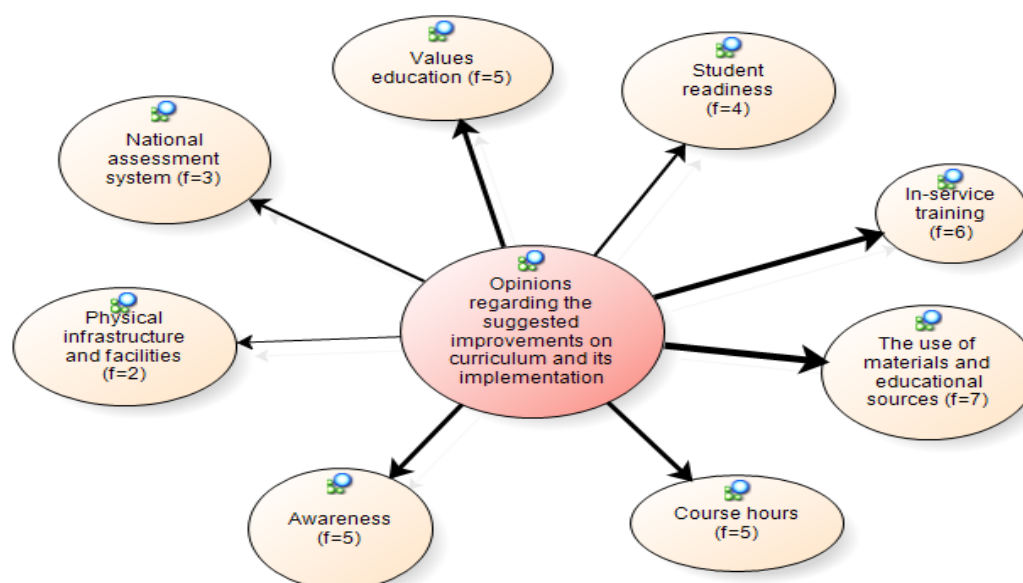 Values
education (f=5)
Student
readiness
(f=4)
National
assessment
system (f=3)
In-service
training
(f=6)
Opinions
regarding the
suggested
improvements on
curriculum and its
implementation
Physical
infrastructure
and facilities
(f=2)
The use of
materials and
educational
sources (f=7)
Awareness
(f=5)
Course hours
(f=5)